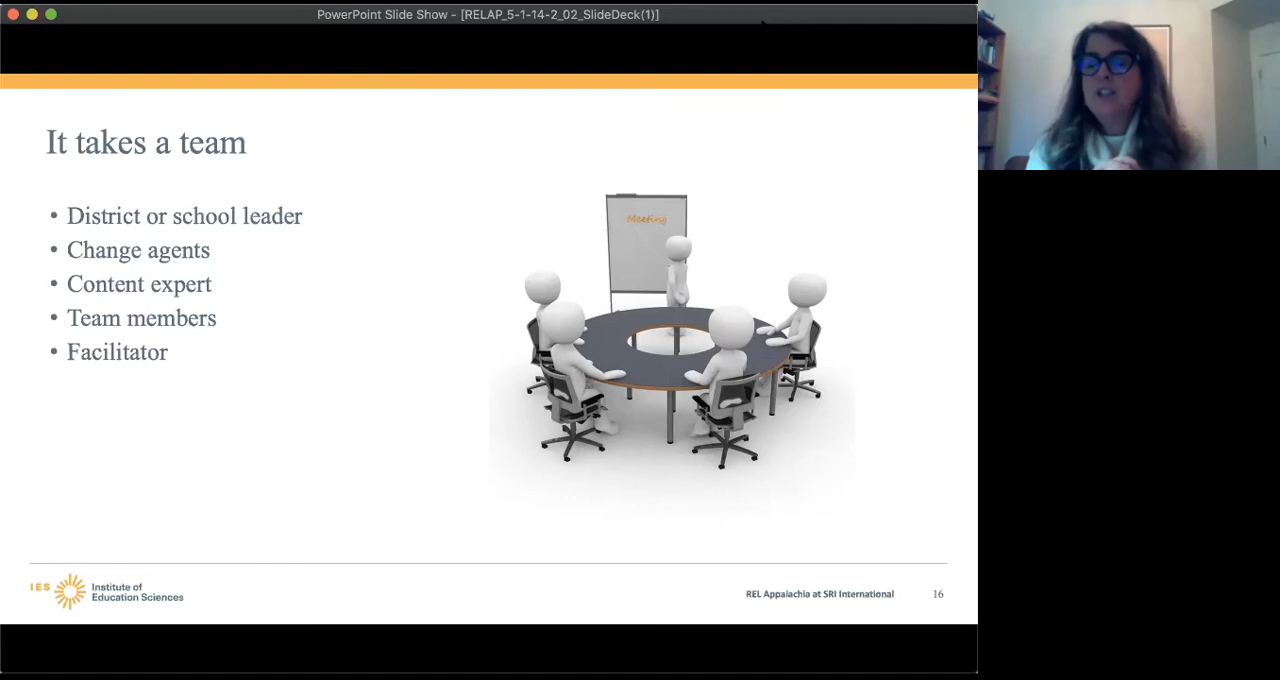 PowerPoint Slide Show - [RELAP_5-1-14-2_02_SlideDeck(1)]
It takes a team
• District or school leader
• Change agents
• Content expert
• Team members
• Facilitator
Meeting
IES Institute of
Education Sciences
REL Appalachia at SRI International
16